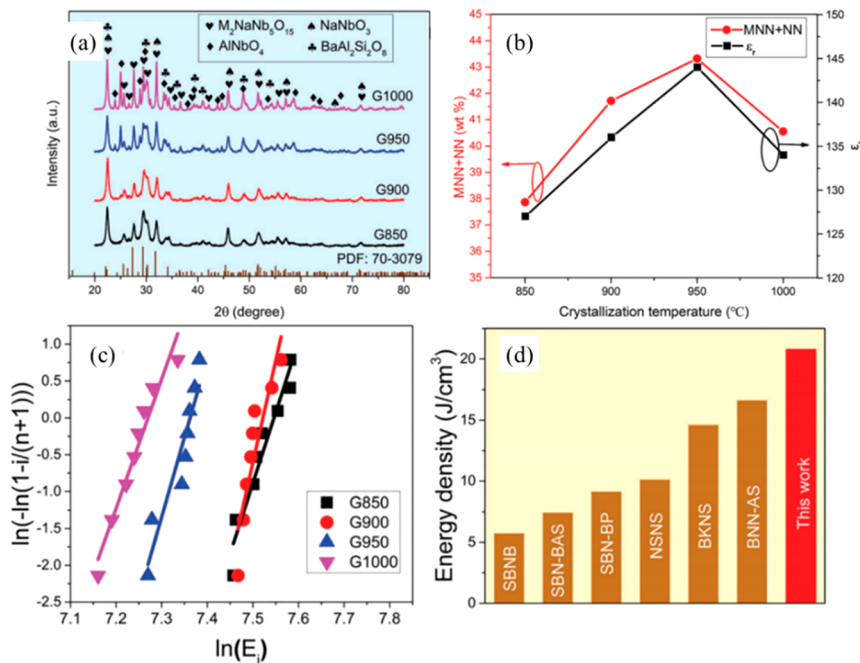 (a)
♥ M₂NaNb₅O₁₅ ♠ NaNbO₃
♦ AlNbO₄ ♣ BaAl₂Si₂O₈
G1000
G950
G900
G850
PDF: 70-3079
Intensity (a.u.)
20 30 40 50 60 70 80
2θ (degree)
(b)
MNN+NN
εr
MNN+NN (wt %)
45
44
43
42
41
40
39
38
37
36
35
150
145
140
135
130
125
120
εr
850 900 950 1000
Crystallization temperature (℃)
(c)
ln(-ln(1-i/(n+1)))
1.0
0.5
0.0
-0.5
-1.0
-1.5
-2.0
-2.5
G850
G900
G950
G1000
7.1 7.2 7.3 7.4 7.5 7.6 7.7
ln(Ei)
(d)
Energy density (J/cm³)
20
15
10
5
0
SBNB
SBN-BAS
SBN-BP
NSNS
BKNS
BNN-AS
This work